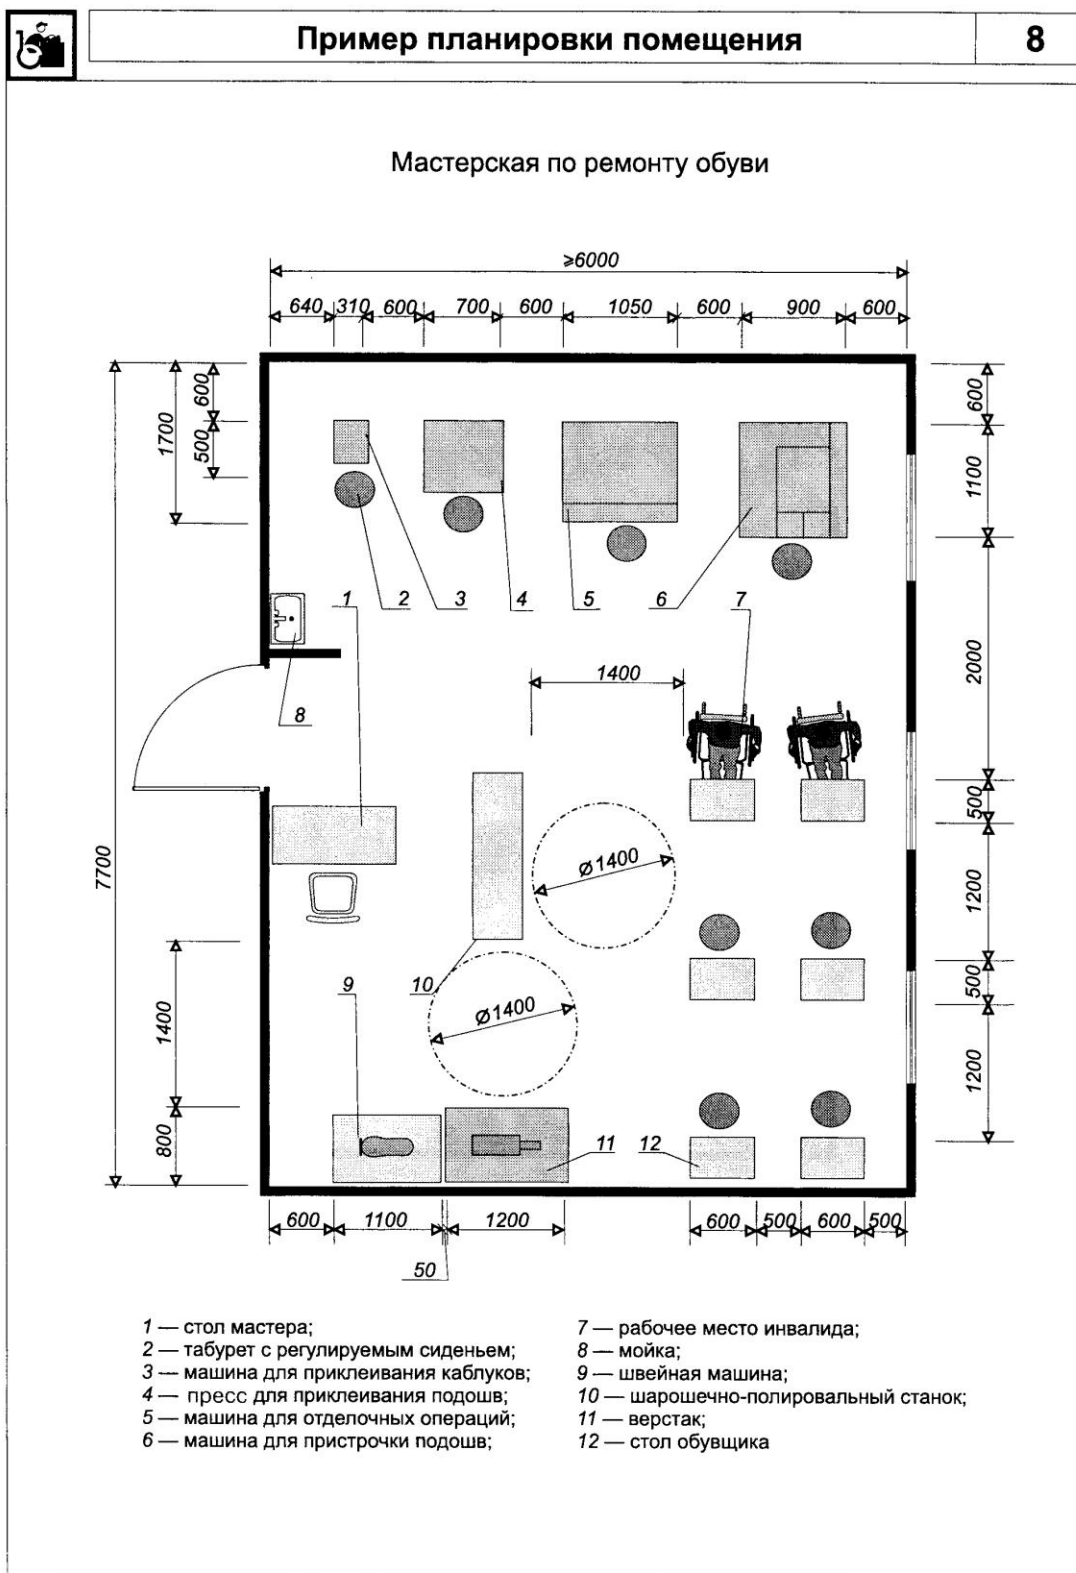 Пример планировки помещения
8
Мастерская по ремонту обуви
≥6000
640 310 600 700 600 1050 600 900 600
7700
1700
600
500
600
1100
2000
500
1200
500
1200
1 2 3 4 5 6 7
8
1400
ø1400
9 10
ø1400
1400
800
11 12
600 1100 1200 600 500 600 500
50
1 — стол мастера;
2 — табурет с регулируемым сиденьем;
3 — машина для приклеивания каблуков;
4 — пресс для приклеивания подошв;
5 — машина для отделочных операций;
6 — машина для пристрочки подошв;
7 — рабочее место инвалида;
8 — мойка;
9 — швейная машина;
10 — шарошечно-полировальный станок;
11 — верстак;
12 — стол обувщика